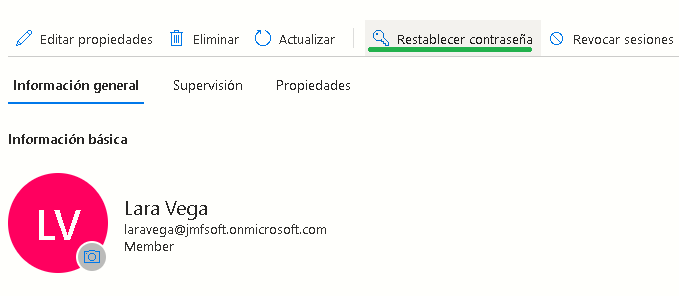 Editar propiedades Eliminar Actualizar Restablecer contraseña Revocar sesiones
Información general Supervisión Propiedades
Información básica
LV
Lara Vega
laravega@jmfsoft.onmicrosoft.com
Member